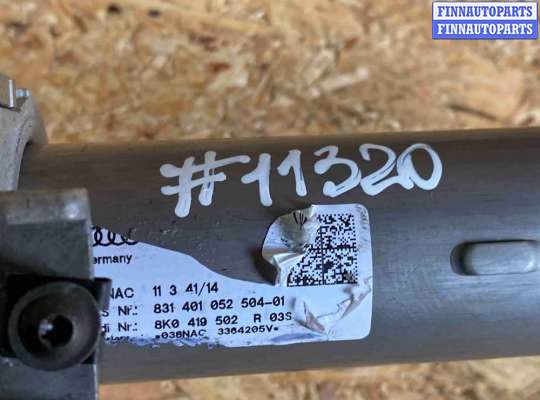 FINNAUTOPARTS
FINNAUTOPARTS
#11320
ermany
NAC 11 3 41/14
s Nr.: 831 401 052 504-01
di Nr.: 8K0 419 502 R 03S
*036NAC 3364205V*